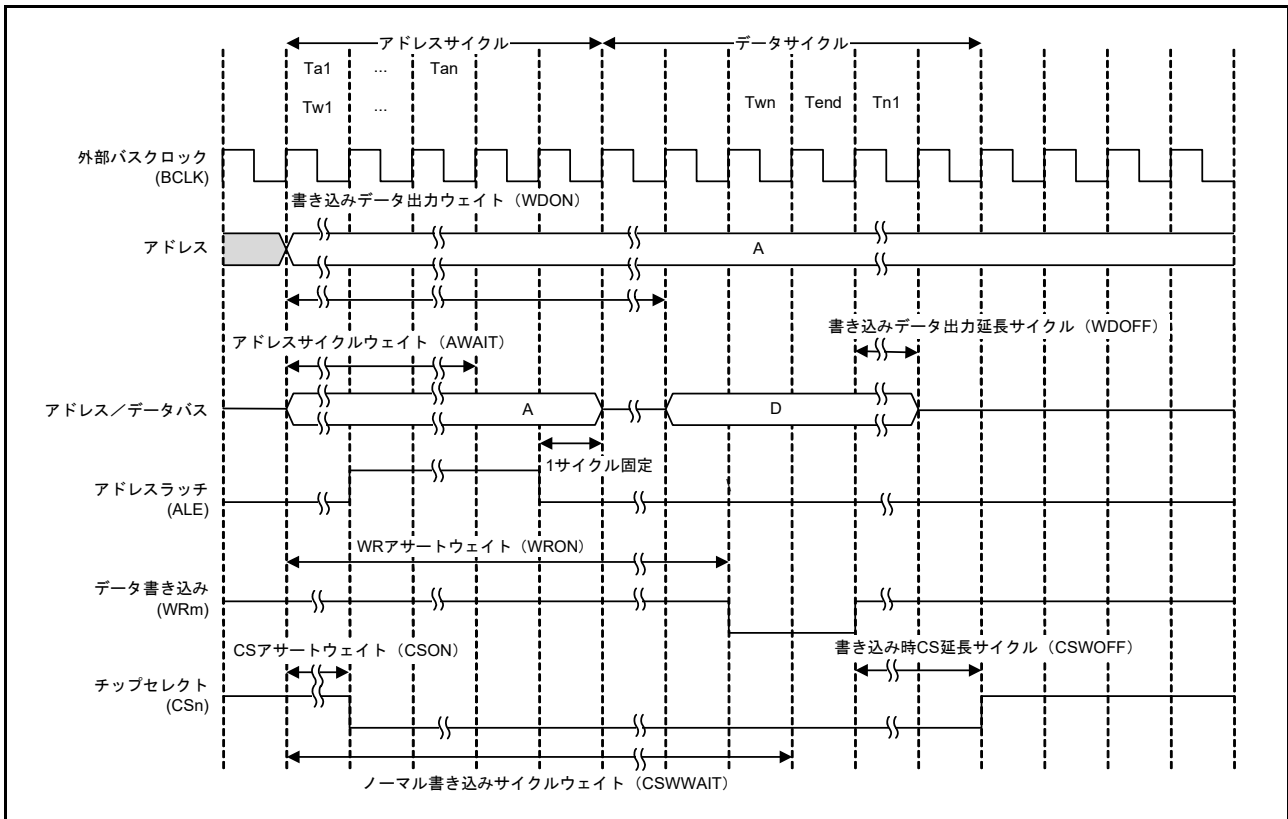 アドレスサイクル データサイクル
Ta1 ... Tan
Tw1 ... Twn Tend Tn1
外部バスクロック
(BCLK)
書き込みデータ出力ウェイト（WDON）
アドレス A
書き込みデータ出力延長サイクル（WDOFF）
アドレスサイクルウェイト（AWAIT）
アドレス／データバス A D
1サイクル固定
アドレスラッチ
(ALE)
WRアサートウェイト（WRON）
データ書き込み
(WRm)
CSアサートウェイト（CSON） 書き込み時CS延長サイクル（CSWOFF）
チップセレクト
(CSn)
ノーマル書き込みサイクルウェイト（CSWWAIT）